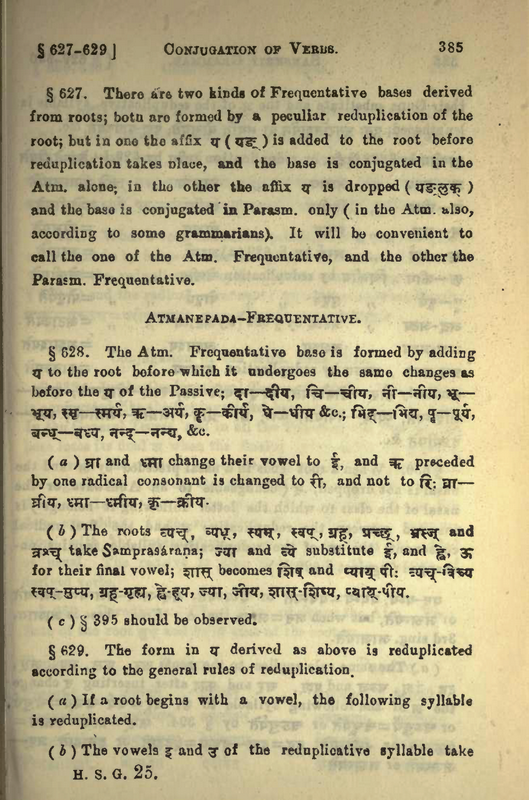 § 627-629 ] CONJUGATION OF VERBS. 385
§ 627. There are two kinds of Frequentative bases derived
from roots; both are formed by a peculiar reduplication of the
root; but in one the affix य ( यङ् ) is added to the root before
reduplication takes place, and the base is conjugated in the
Atm. alone; in the other the affix य is dropped ( यङ्लुक् )
and the base is conjugated in Parasm. only ( in the Atm. also,
according to some grammarians). It will be convenient to
call the one of the Atm. Frequentative, and the other the
Parasm. Frequentative.
ATMANEPADA-FREQUENTATIVE.
§ 628. The Atm. Frequentative base is formed by adding
य to the root before which it undergoes the same changes as
before the य of the Passive; दा—दीय, चि—चीय, नी—नीय, भू—
भूय, स्मृ—स्मर्य, ऋ—अर्य, कॄ—कीर्य, धे—धीय &c.; भिद्—भिद्य, पॄ—पूर्य,
बन्ध्—बध्य, नन्द्—नन्द्य, &c.
( a ) घ्रा and ध्मा change their vowel to ई, and ऋ preceded
by one radical consonant is changed to री, and not to रि: घ्रा—
घ्रीय, ध्मा—ध्मीय, कृ—क्रीय.
( b ) The roots व्यच्, व्यध्, स्यम्, स्वप्, ग्रह्, प्रच्छ्, भ्रस्ज् and
व्रश्च् take Samprasáraṇa; ज्या and व्ये substitute ई, and ह्वे, ऊ
for their final vowel; शास् becomes शिष् and प्याय् पी: व्यच्-विच्य
स्वप्-सुप्य, ग्रह्-गृह्य, ह्वे-हूय, ज्या, जीय, शास्-शिष्य, प्याय्-पीय.
( c ) § 395 should be observed.
§ 629. The form in य derived as above is reduplicated
according to the general rules of reduplication.
( a ) If a root begins with a vowel, the following syllable
is reduplicated.
( b ) The vowels इ and उ of the reduplicative syllable take
H. S. G. 25.